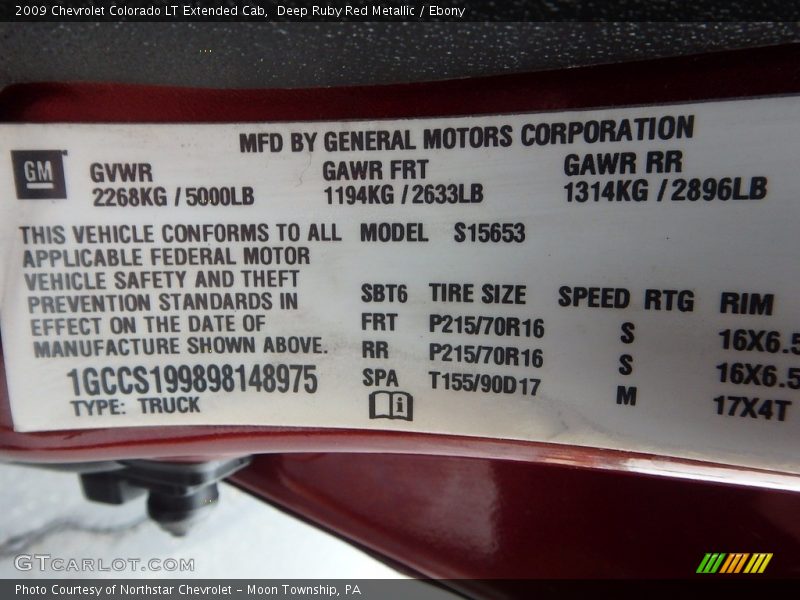 2009 Chevrolet Colorado LT Extended Cab, Deep Ruby Red Metallic / Ebony
MFD BY GENERAL MOTORS CORPORATION
GM
GVWR GAWR FRT GAWR RR
2268KG / 5000LB 1194KG / 2633LB 1314KG / 2896LB
THIS VEHICLE CONFORMS TO ALL
APPLICABLE FEDERAL MOTOR
VEHICLE SAFETY AND THEFT
PREVENTION STANDARDS IN
EFFECT ON THE DATE OF
MANUFACTURE SHOWN ABOVE.
1GCCS199898148975
TYPE: TRUCK
MODEL S15653
SBT6 TIRE SIZE SPEED RTG RIM
FRT P215/70R16 S 16X6.5
RR P215/70R16 S 16X6.5
SPA T155/90D17 M 17X4T
i
GTCARLOT.COM
Photo Courtesy of Northstar Chevrolet - Moon Township, PA